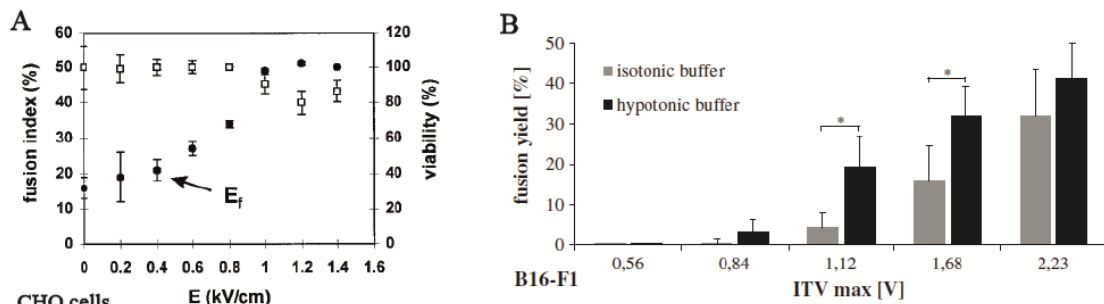 A
fusion index (%)
60
50
40
30
20
10
0
120
100
80
60
40
20
0
viability (%)
E_f
0 0.2 0.4 0.6 0.8 1 1.2 1.4 1.6
CHO cells E (kV/cm)
B
fusion yield [%]
50
40
30
20
10
0
isotonic buffer
hypotonic buffer
* *
0,56 0,84 1,12 1,68 2,23
B16-F1 ITV max [V]